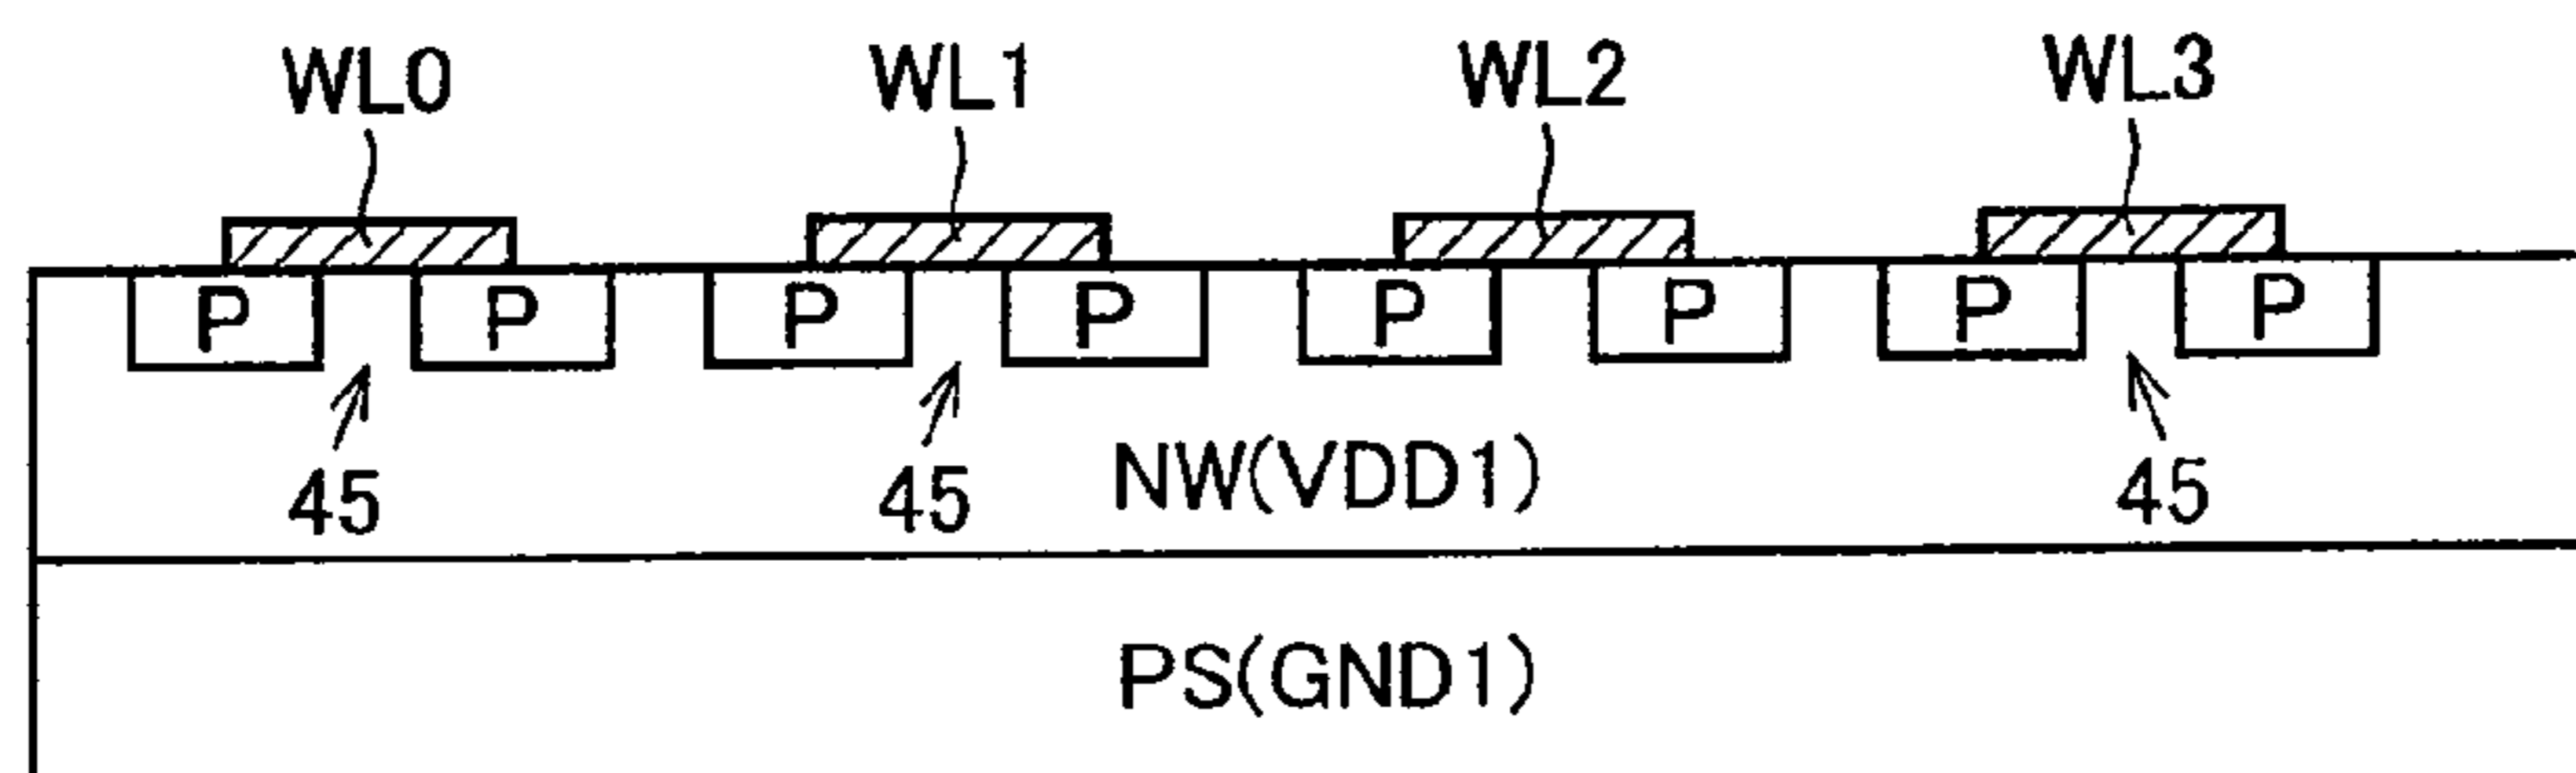 WL0 WL1 WL2 WL3
P P P P P P P P
45 45 NW(VDD1) 45
PS(GND1)